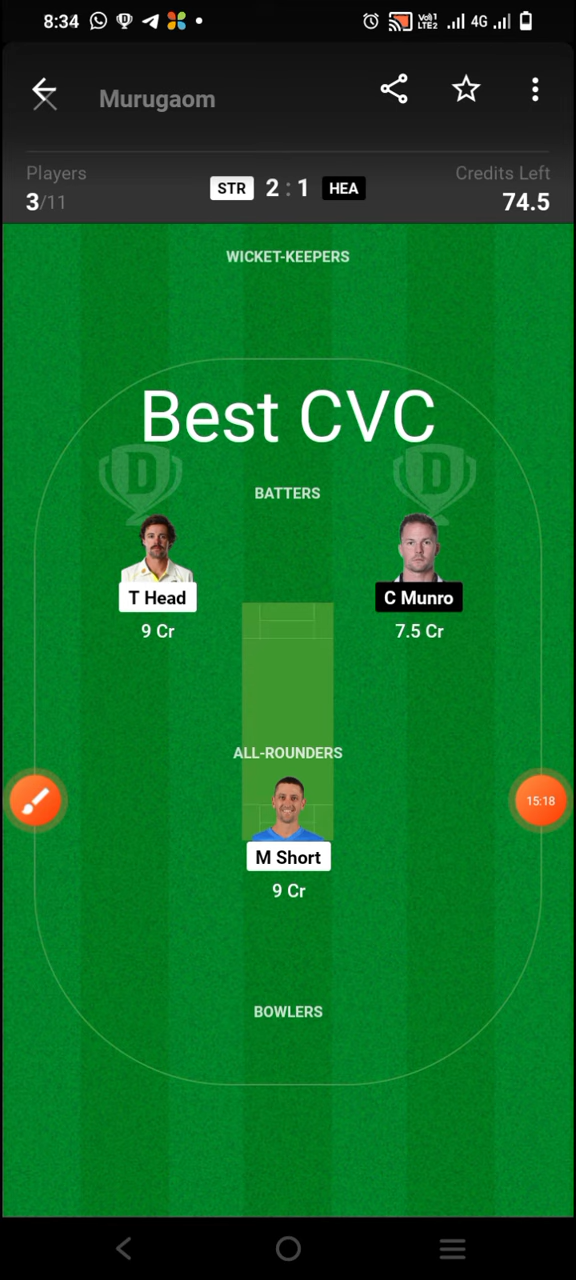 8:34 Vo)) 1 LTE2 4G
Murugaom
Players Credits Left
3/11 STR 2 : 1 HEA 74.5
WICKET-KEEPERS
Best CVC
D D
BATTERS
T Head C Munro
9 Cr 7.5 Cr
ALL-ROUNDERS
15:18
M Short
9 Cr
BOWLERS